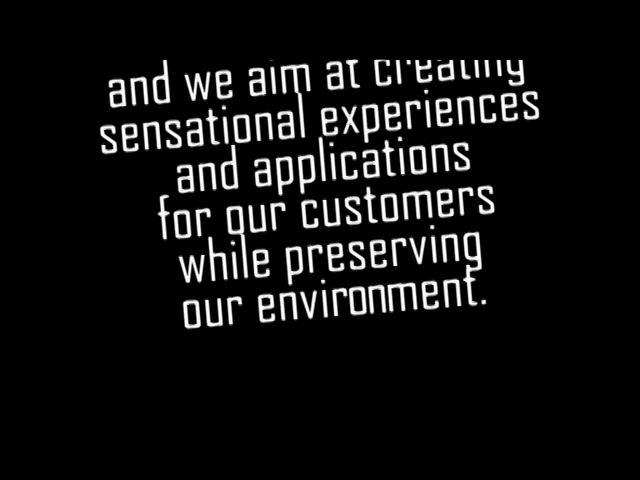 and we aim at creating
sensational experiences
and applications
for our customers
while preserving
our environment.